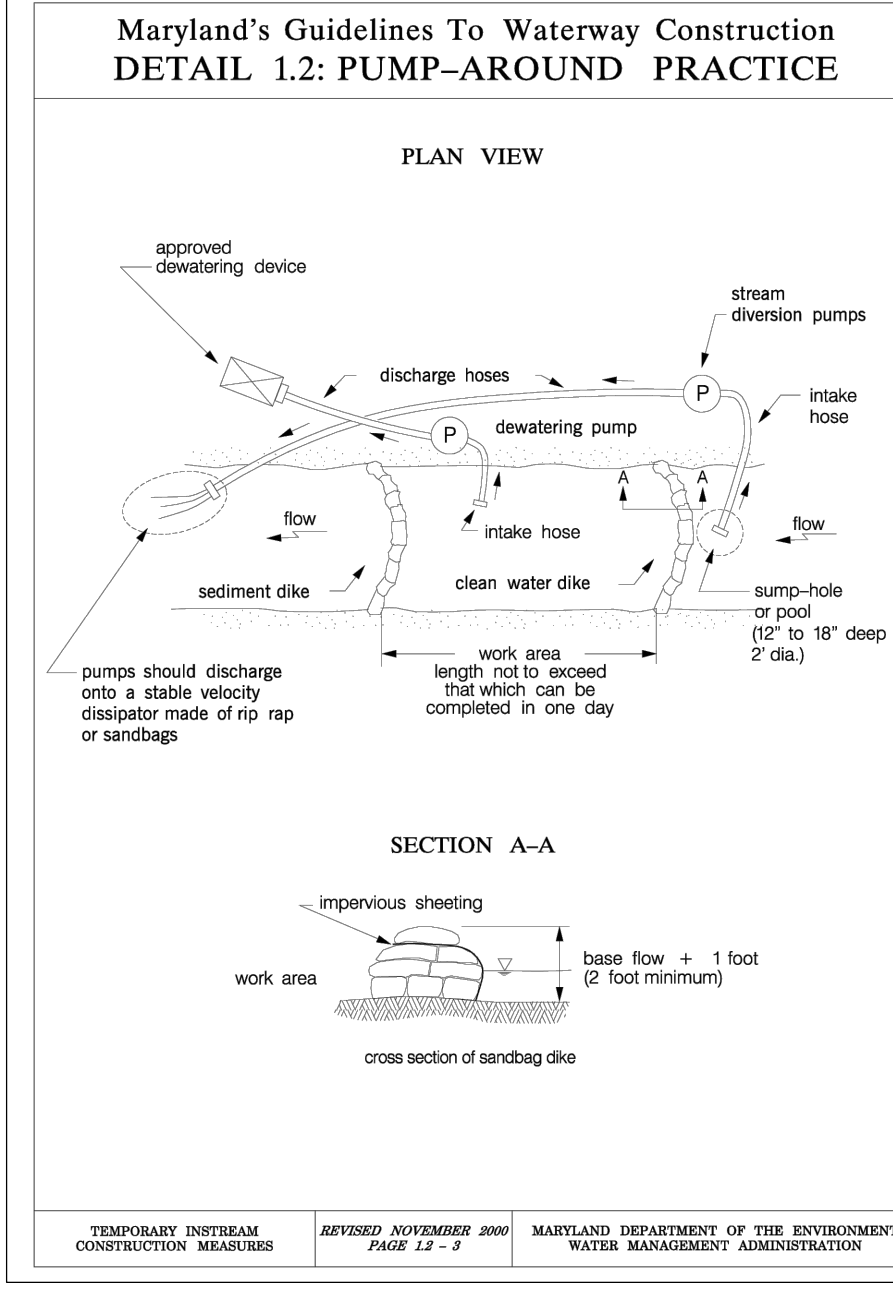 Maryland's Guidelines To Waterway Construction
DETAIL 1.2: PUMP–AROUND PRACTICE
PLAN VIEW
approved
dewatering device
stream
diversion pumps
discharge hoses
P
intake
hose
P
dewatering pump
A
A
flow
intake hose
flow
sediment dike
clean water dike
sump–hole
or pool
(12" to 18" deep
2' dia.)
pumps should discharge
onto a stable velocity
dissipator made of rip rap
or sandbags
work area
length not to exceed
that which can be
completed in one day
SECTION A–A
impervious sheeting
work area
base flow + 1 foot
(2 foot minimum)
cross section of sandbag dike
TEMPORARY INSTREAM
CONSTRUCTION MEASURES
REVISED NOVEMBER 2000
PAGE 1.2 – 3
MARYLAND DEPARTMENT OF THE ENVIRONMENT
WATER MANAGEMENT ADMINISTRATION